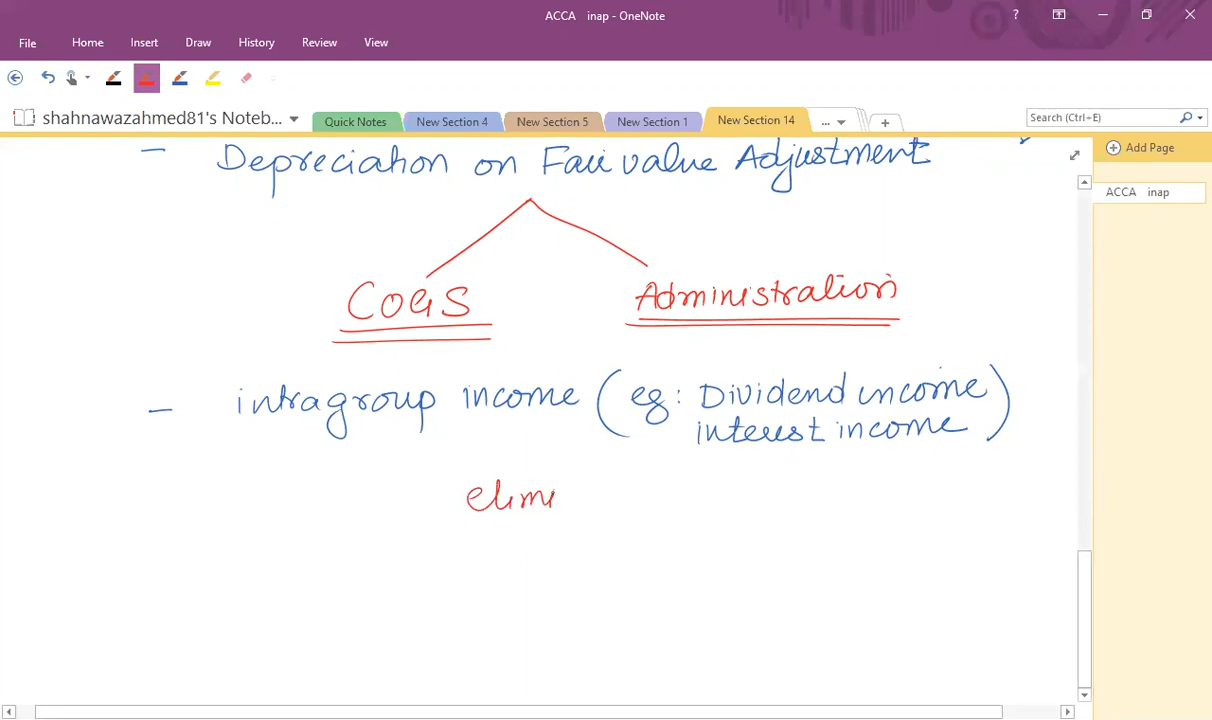 ACCA inap - OneNote
?
File Home Insert Draw History Review View
shahnawazahmed81's Noteb... Quick Notes New Section 4 New Section 5 New Section 1 New Section 14 ... Search (Ctrl+E)
Add Page
ACCA inap
- Depreciation on Fair value Adjustment
COGS Administration
- intragroup income (eg: Dividend income
interest income)
elimi